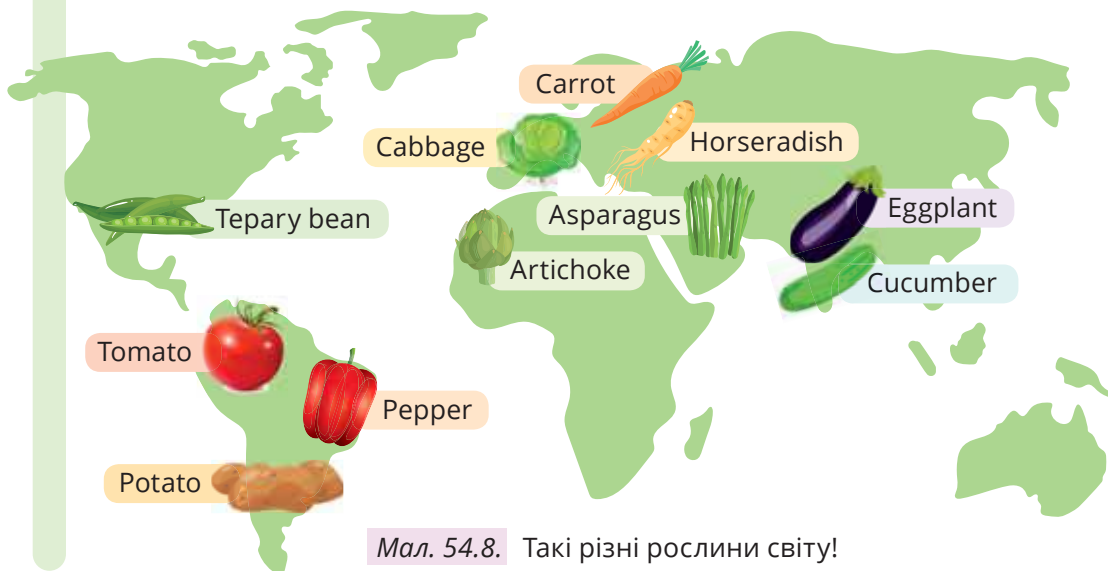 Carrot
Cabbage
Horseradish
Tepary bean
Asparagus
Eggplant
Artichoke
Cucumber
Tomato
Pepper
Potato
Мал. 54.8. Такі різні рослини світу!